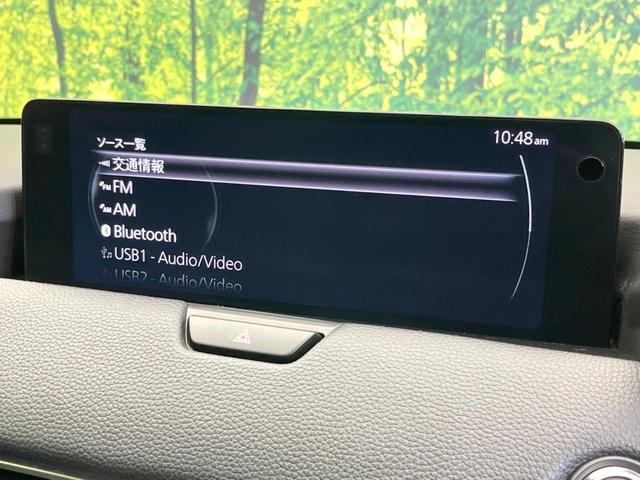 ソース一覧
10:48am
交通情報
FM
AM
Bluetooth
USB1 - Audio/Video
USB2 - Audio/Video